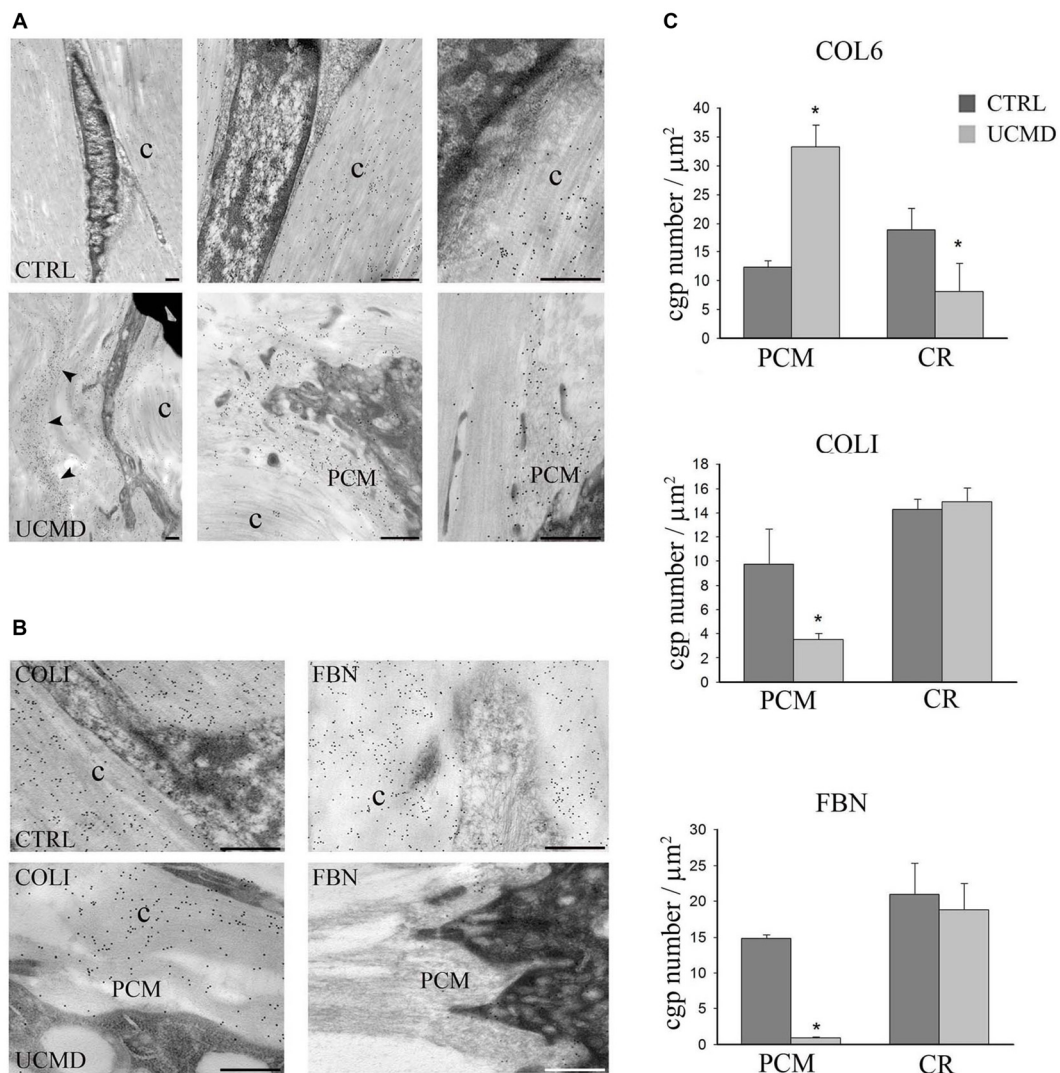 A
c
CTRL
c
c
c
UCMD
PCM
c
PCM
B
COLI
c
CTRL
FBN
c
COLI
c
PCM
UCMD
FBN
PCM
C
COL6
CTRL
UCMD
cgp number / μm²
40
35
30
25
20
15
10
5
0
*
*
PCM
CR
COLI
cgp number / μm²
18
16
14
12
10
8
6
4
2
0
*
PCM
CR
FBN
cgp number / μm²
30
25
20
15
10
5
0
*
PCM
CR